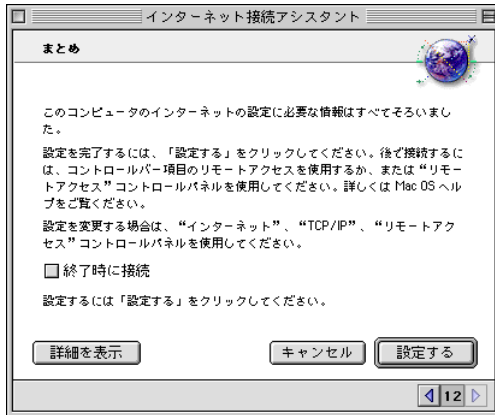 インターネット接続アシスタント
まとめ
このコンピュータのインターネットの設定に必要な情報はすべてそろいまし
た。
設定を完了するには、「設定する」をクリックしてください。後で接続するに
は、コントロールバー項目のリモートアクセスを使用するか、または“リモー
トアクセス”コントロールパネルを使用してください。詳しくは Mac OS ヘル
プをご覧ください。
設定を変更する場合は、“インターネット”、“TCP/IP”、“リモートアク
セス”コントロールパネルを使用してください。
終了時に接続
設定するには「設定する」をクリックしてください。
詳細を表示 キャンセル 設定する
12